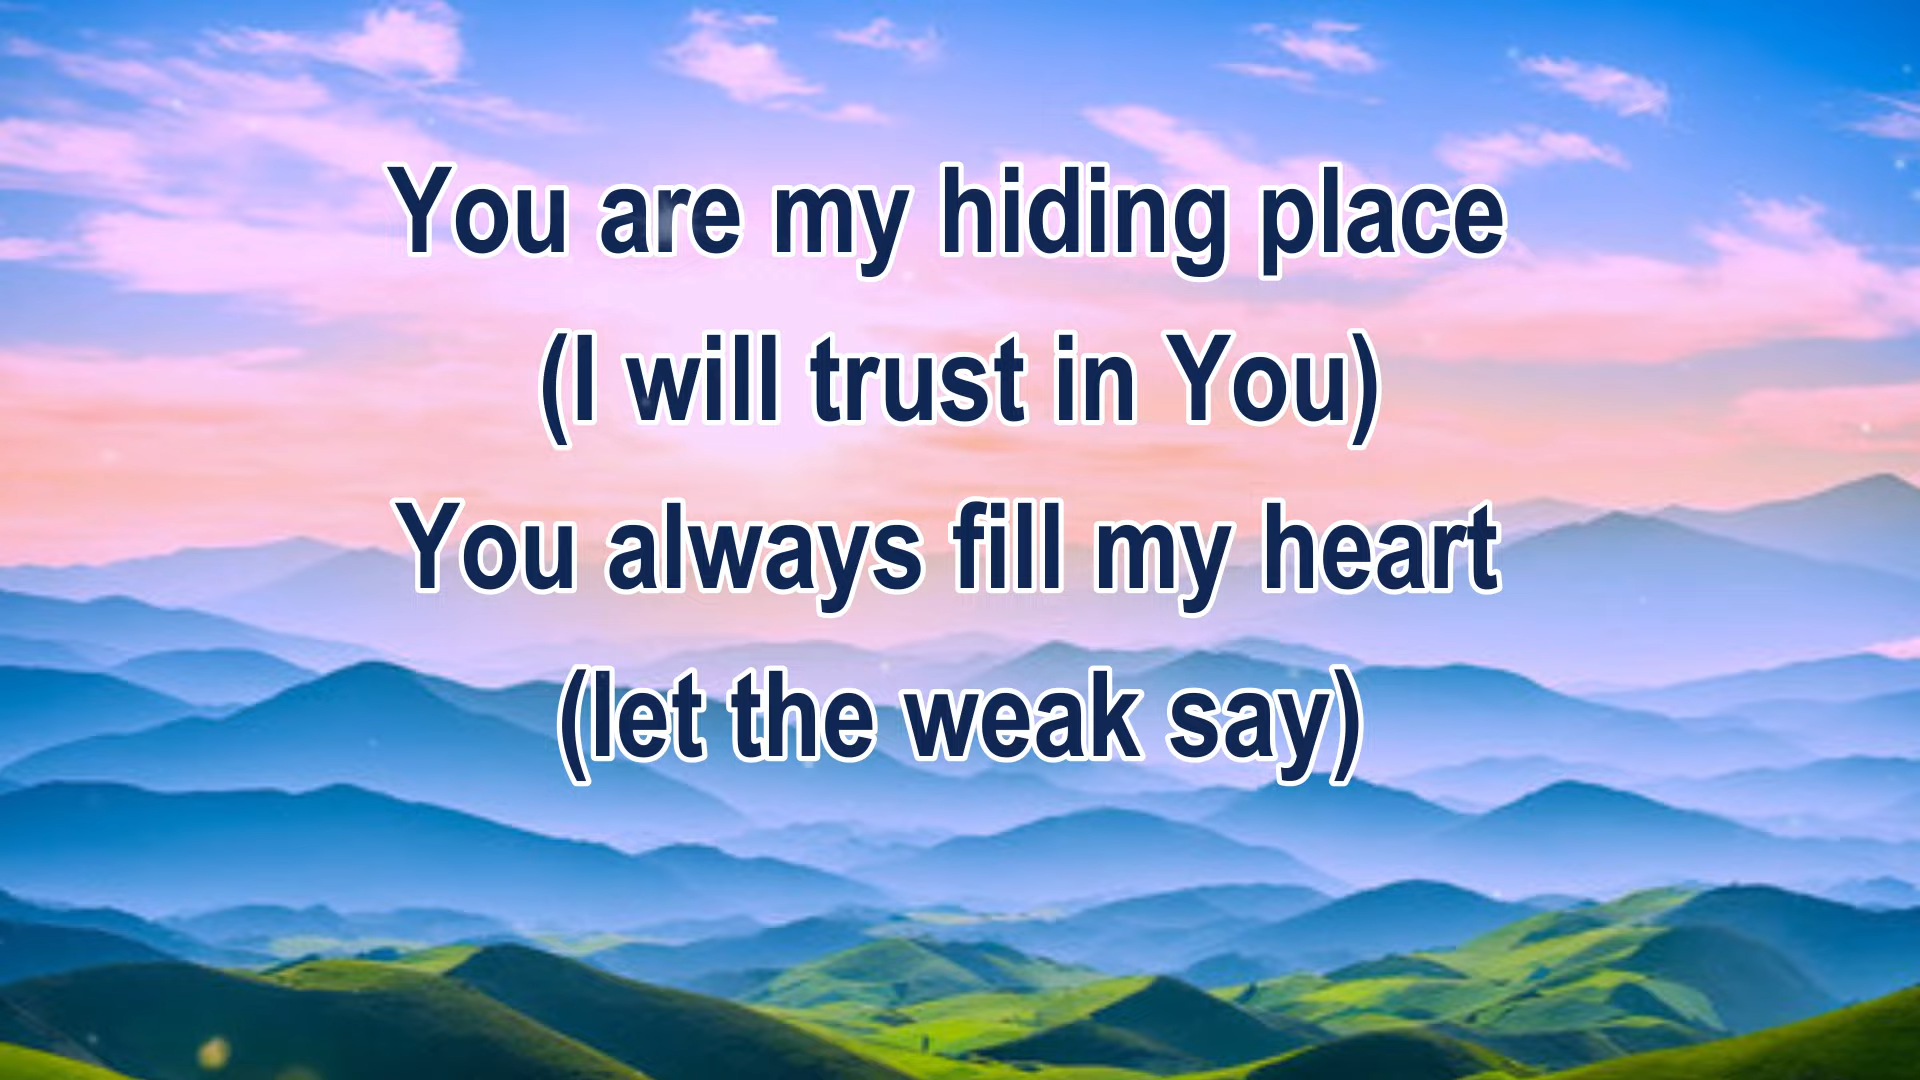 You are my hiding place
(I will trust in You)
You always fill my heart
(let the weak say)